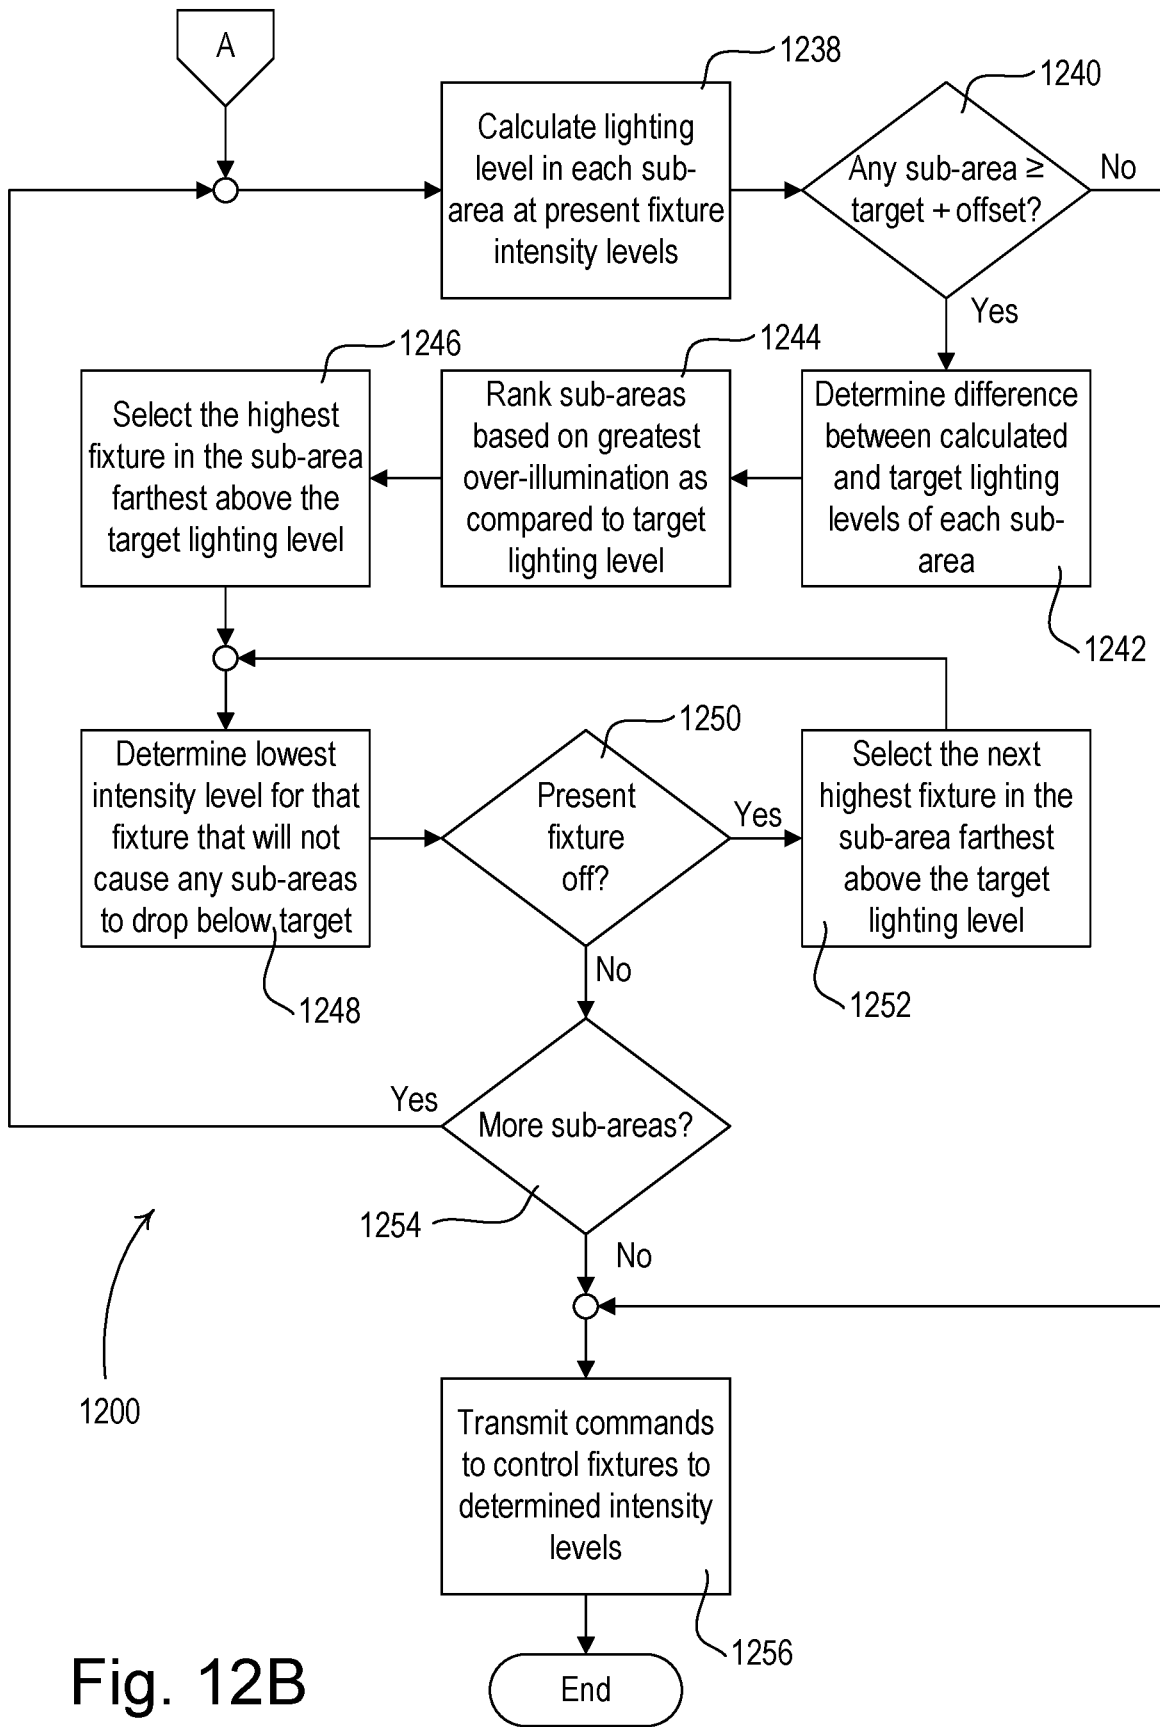 A
1238
Calculate lighting
level in each sub-
area at present fixture
intensity levels
1240
Any sub-area ≥
target + offset?
No
Yes
1246
Select the highest
fixture in the sub-area
farthest above the
target lighting level
1244
Rank sub-areas
based on greatest
over-illumination as
compared to target
lighting level
Determine difference
between calculated
and target lighting
levels of each sub-
area
1242
Determine lowest
intensity level for that
fixture that will not
cause any sub-areas
to drop below target
1248
1250
Present
fixture
off?
Yes
No
Select the next
highest fixture in the
sub-area farthest
above the target
lighting level
1252
Yes
More sub-areas?
1254
No
1200
Transmit commands
to control fixtures to
determined intensity
levels
1256
End
Fig. 12B